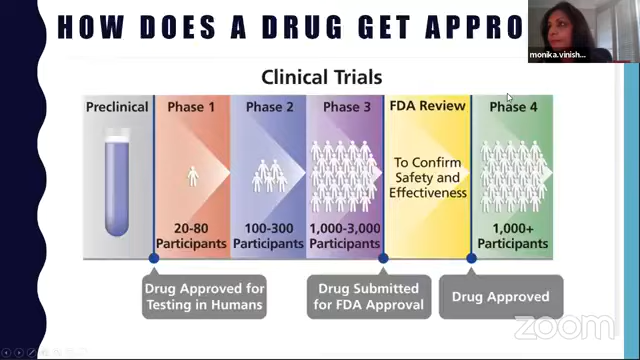 HOW DOES A DRUG GET APPRO
monika.vinish...
Clinical Trials
Preclinical
Phase 1
Phase 2
Phase 3
FDA Review
Phase 4
To Confirm
Safety and
Effectiveness
20-80
Participants
100-300
Participants
1,000-3,000
Participants
1,000+
Participants
Drug Approved for
Testing in Humans
Drug Submitted
for FDA Approval
Drug Approved
zoom